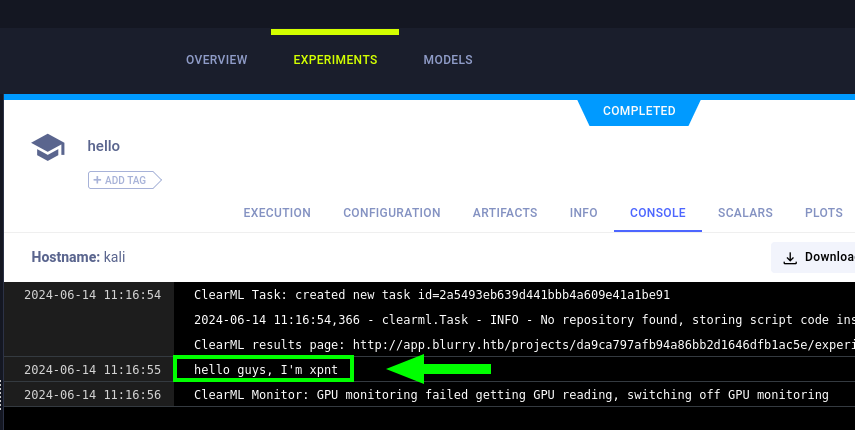 OVERVIEW EXPERIMENTS MODELS
COMPLETED
hello
+ ADD TAG
EXECUTION CONFIGURATION ARTIFACTS INFO CONSOLE SCALARS PLOTS
Hostname: kali
Downloa
2024-06-14 11:16:54 ClearML Task: created new task id=2a5493eb639d441bbb4a609e41a1be91
2024-06-14 11:16:54,366 - clearml.Task - INFO - No repository found, storing script code ins
ClearML results page: http://app.blurry.htb/projects/da9ca797afb94a86bb2d1646dfb1ac5e/experi
2024-06-14 11:16:55 hello guys, I'm xpnt
2024-06-14 11:16:56 ClearML Monitor: GPU monitoring failed getting GPU reading, switching off GPU monitoring